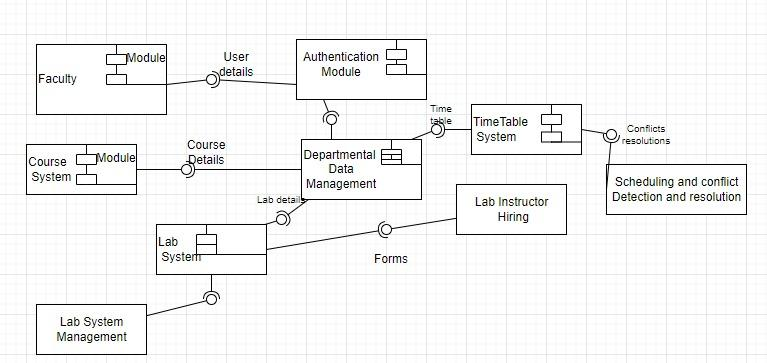 Faculty
Module
User
details
Authentication
Module
Time
table
TimeTable
System
Conflicts
resolutions
Course
System
Module
Course
Details
Departmental
Data
Management
Scheduling and conflict
Detection and resolution
Lab details
Lab Instructor
Hiring
Lab
System
Forms
Lab System
Management